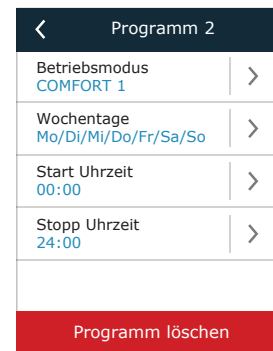 Programm 2
Betriebsmodus
COMFORT 1
Wochentage
Mo/Di/Mi/Do/Fr/Sa/So
Start Uhrzeit
00:00
Stopp Uhrzeit
24:00
Programm löschen